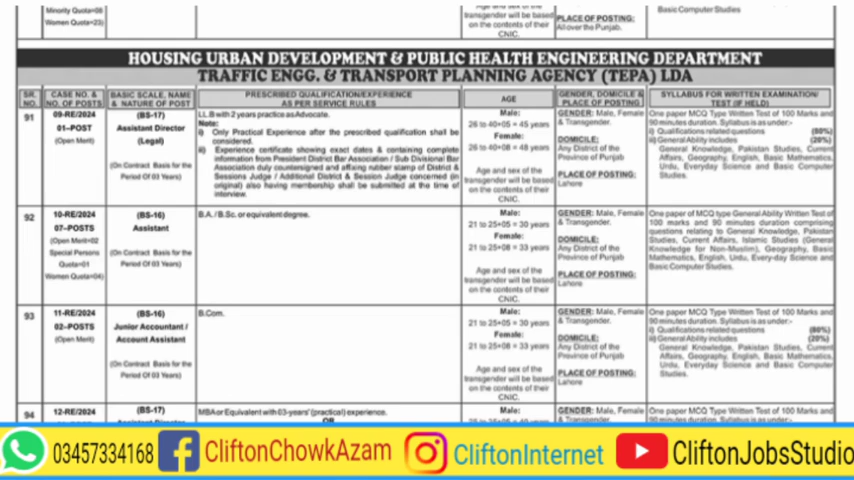 Minority Quota=08
Women Quota=23)
transgender will be based
on the contents of their
CNIC.
PLACE OF POSTING:
All over the Punjab.
Basic Computer Studies
HOUSING URBAN DEVELOPMENT & PUBLIC HEALTH ENGINEERING DEPARTMENT
TRAFFIC ENGG. & TRANSPORT PLANNING AGENCY (TEPA) LDA
SR. NO.
CASE NO. & NO. OF POSTS
BASIC SCALE, NAME & NATURE OF POST
PRESCRIBED QUALIFICATION/EXPERIENCE
AS PER SERVICE RULES
AGE
GENDER, DOMICILE & PLACE OF POSTING
SYLLABUS FOR WRITTEN EXAMINATION/ TEST (IF HELD)
91
09-RE/2024
01-POST
(Open Merit)
(BS-17)
Assistant Director
(Legal)
(On Contract Basis for the
Period Of 03 Years)
LL.B with 2 years practice as Advocate.
Note:
i) Only Practical Experience after the prescribed qualification shall be
considered.
ii) Experience certificate showing exact dates & containing complete
information from President District Bar Association / Sub Divisional Bar
Association duly countersigned and affixing rubber stamp of District &
Sessions Judge / Additional District & Session Judge concerned (in
original) also having membership shall be submitted at the time of
interview.
Male:
26 to 40+05 = 45 years
Female:
26 to 40+08 = 48 years
Age and sex of the
transgender will be based
on the contents of their
CNIC.
GENDER: Male, Female
& Transgender.
DOMICILE:
Any District of the
Province of Punjab
PLACE OF POSTING:
Lahore
One paper of MCQ Type Written Test of 100 Marks and
90 minutes duration. Syllabus is as under:-
i) Qualifications related questions (80%)
ii) General Ability includes (20%)
General Knowledge, Pakistan Studies, Current
Affairs, Geography, English, Basic Mathematics,
Urdu, Everyday Science and Basic Computer
Studies.
92
10-RE/2024
07-POSTS
(Open Merit=02
Special Persons
Quota=01
Women Quota=04)
(BS-16)
Assistant
(On Contract Basis for the
Period Of 03 Years)
B.A. / B.Sc. or equivalent degree.
Male:
21 to 25+05 = 30 years
Female:
21 to 25+08 = 33 years
Age and sex of the
transgender will be based
on the contents of their
CNIC.
GENDER: Male, Female
& Transgender.
DOMICILE:
Any District of the
Province of Punjab
PLACE OF POSTING:
Lahore
One paper of MCQ type General Ability Written Test of
100 marks and 90 minutes duration comprising
questions relating to General Knowledge, Pakistan
Studies, Current Affairs, Islamic Studies (General
Knowledge for Non-Muslim), Geography, Basic
Mathematics, English, Urdu, Every-day Science and
Basic Computer Studies.
93
11-RE/2024
02-POSTS
(Open Merit)
(BS-16)
Junior Accountant /
Account Assistant
(On Contract Basis for the
Period Of 03 Years)
B.Com.
Male:
21 to 25+05 = 30 years
Female:
21 to 25+08 = 33 years
Age and sex of the
transgender will be based
on the contents of their
CNIC.
GENDER: Male, Female
& Transgender.
DOMICILE:
Any District of the
Province of Punjab
PLACE OF POSTING:
Lahore
One paper of MCQ Type Written Test of 100 Marks and
90 minutes duration. Syllabus is as under:-
i) Qualifications related questions (80%)
ii) General Ability includes (20%)
General Knowledge, Pakistan Studies, Current
Affairs, Geography, English, Basic Mathematics,
Urdu, Everyday Science and Basic Computer
Studies.
94
12-RE/2024
(BS-17)
MBA or Equivalent with 03-years' (practical) experience.
OR
Male:
GENDER: Male, Female
& Transgender.
One paper of MCQ Type Written Test of 100 Marks and
90 minutes duration. Syllabus is as under:-
03457334168 CliftonChowkAzam CliftonInternet CliftonJobsStudio